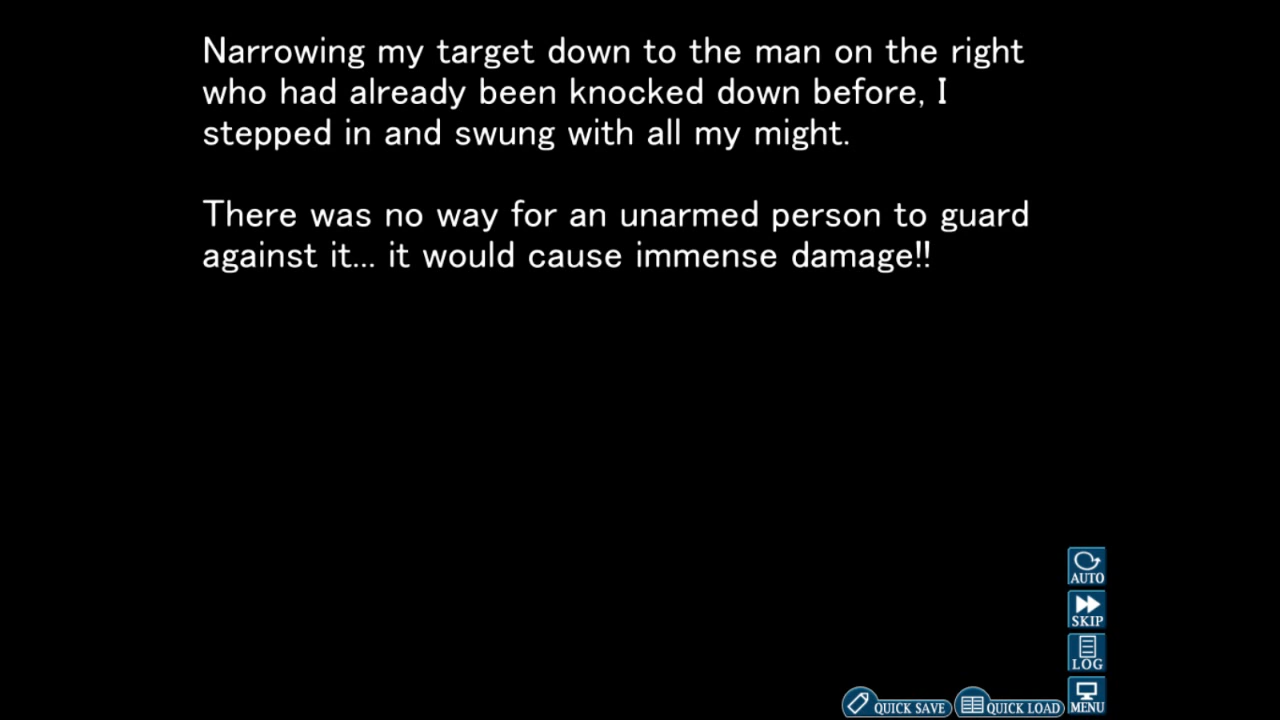 Narrowing my target down to the man on the right
who had already been knocked down before, I
stepped in and swung with all my might.
There was no way for an unarmed person to guard
against it... it would cause immense damage!!
AUTO
SKIP
LOG
QUICK SAVE
QUICK LOAD
MENU